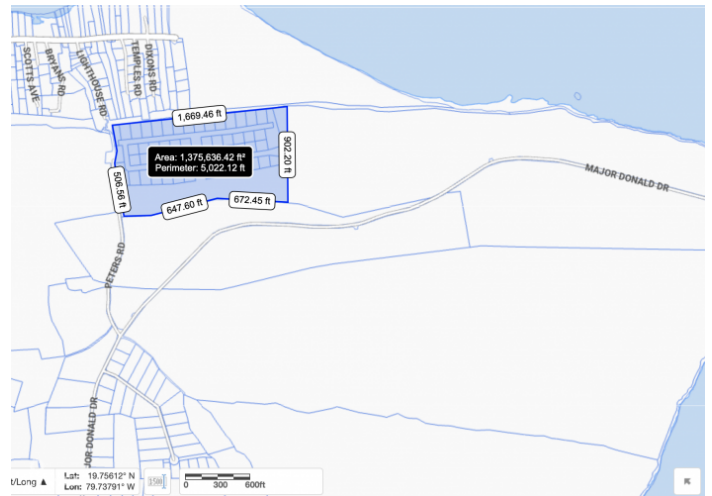 SCOTTS AVE
BRYANS RD
LIGHTHOUSE RD
TEMPLES RD
DIXONS RD
1,669.46 ft
902.20 ft
Area: 1,375,636.42 ft²
Perimeter: 5,022.12 ft
506.56 ft
647.60 ft
672.45 ft
MAJOR DONALD DR
PETERS RD
JOR DONALD DR
t/Long ▲
Lat: 19.75612° N
Lon: 79.73791° W
0 300 600ft